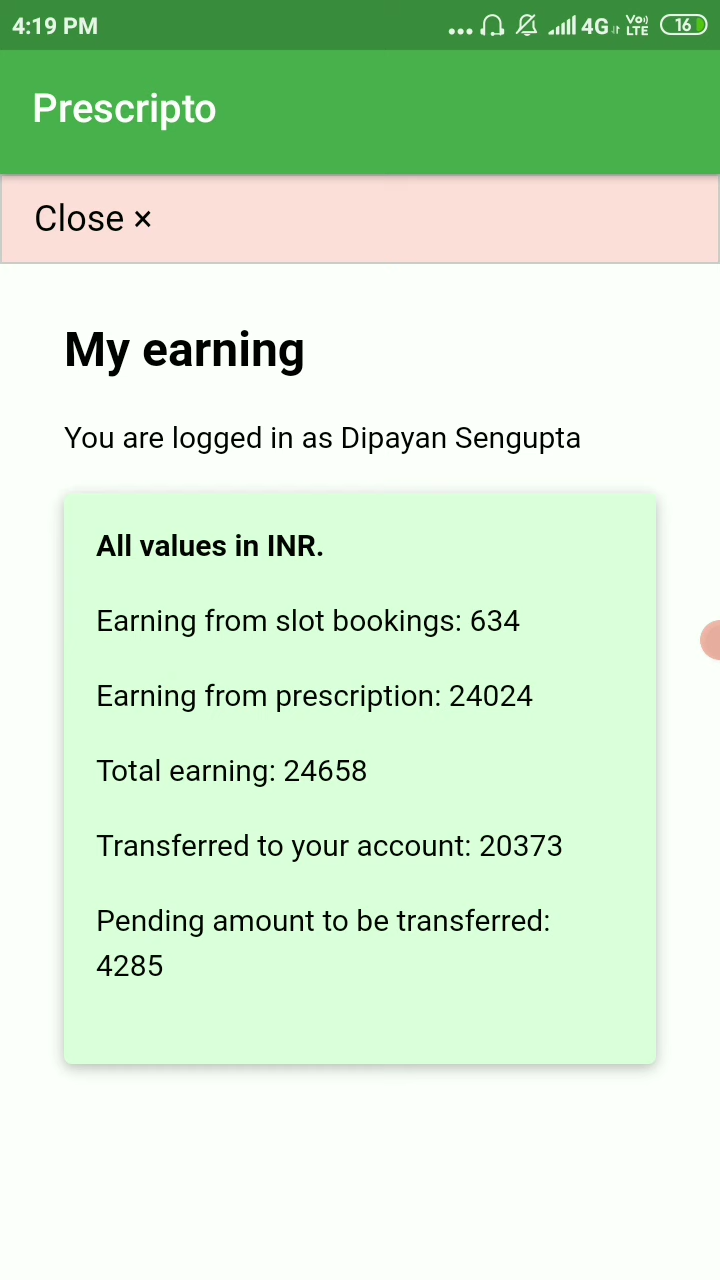 4:19 PM
... 4G Vo) LTE 16
Prescripto
Close ×
My earning
You are logged in as Dipayan Sengupta
All values in INR.
Earning from slot bookings: 634
Earning from prescription: 24024
Total earning: 24658
Transferred to your account: 20373
Pending amount to be transferred:
4285